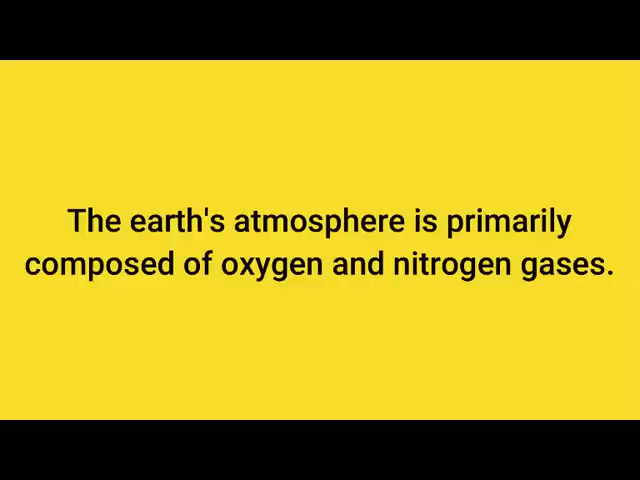 The earth's atmosphere is primarily
composed of oxygen and nitrogen gases.